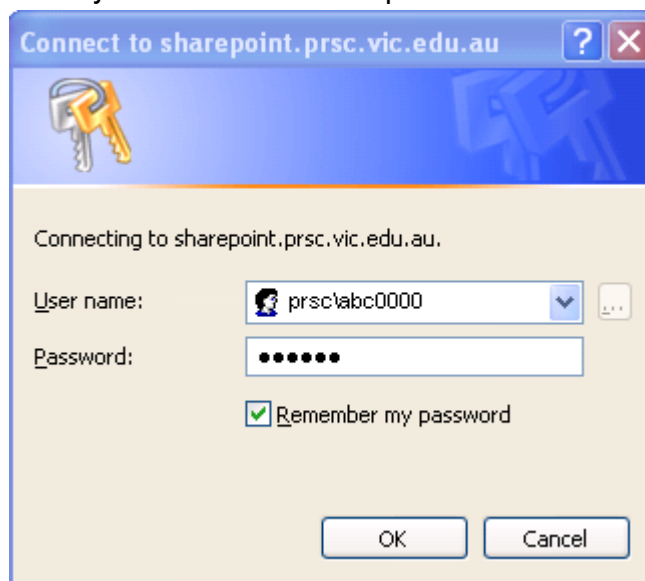 Connect to sharepoint.prsc.vic.edu.au
Connecting to sharepoint.prsc.vic.edu.au.
User name: prsc\abc0000 ...
Password: ●●●●●●
Remember my password
OK Cancel